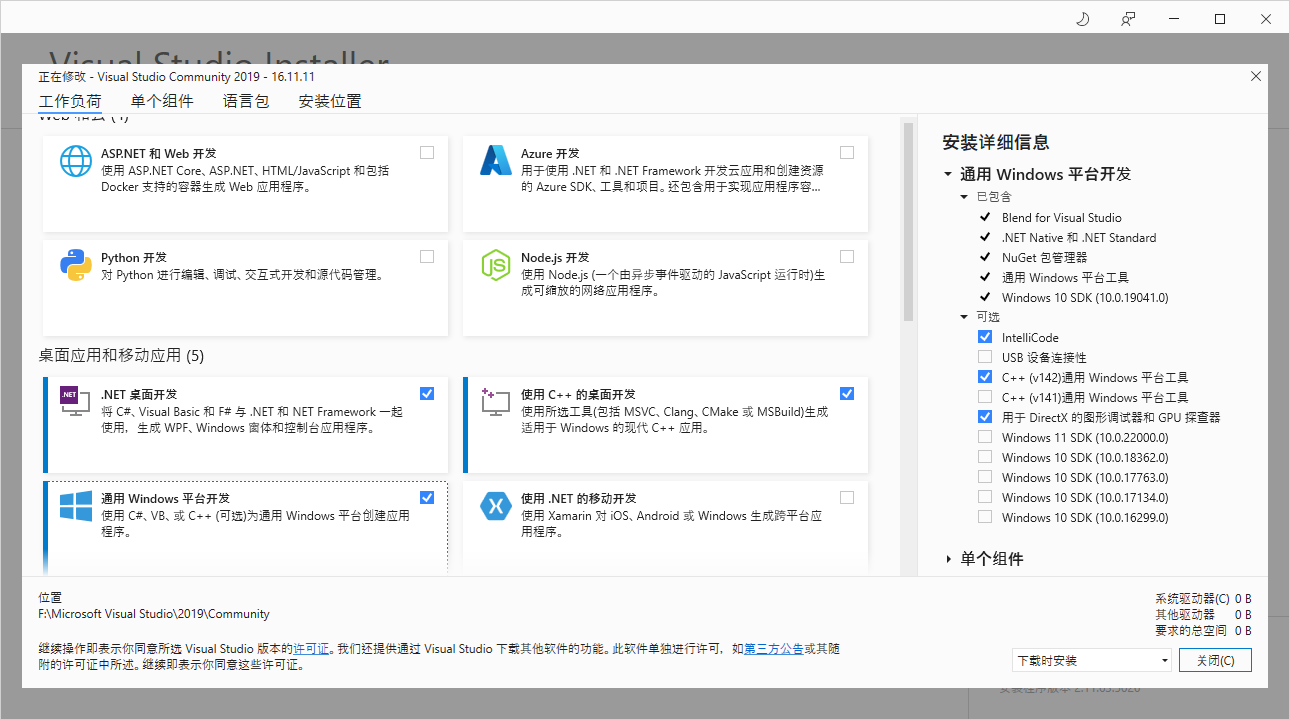 Visual Studio Installer
正在修改 - Visual Studio Community 2019 - 16.11.11
工作负荷 单个组件 语言包 安装位置
Web 和云 (4)
ASP.NET 和 Web 开发
使用 ASP.NET Core、ASP.NET、HTML/JavaScript 和包括
Docker 支持的容器生成 Web 应用程序。
Azure 开发
用于使用 .NET 和 .NET Framework 开发云应用和创建资源
的 Azure SDK、工具和项目。还包含用于实现应用程序容...
Python 开发
对 Python 进行编辑、调试、交互式开发和源代码管理。
Node.js 开发
使用 Node.js (一个由异步事件驱动的 JavaScript 运行时)生
成可缩放的网络应用程序。
桌面应用和移动应用 (5)
.NET
.NET 桌面开发
将 C#、Visual Basic 和 F# 与 .NET 和 NET Framework 一起
使用，生成 WPF、Windows 窗体和控制台应用程序。
使用 C++ 的桌面开发
使用所选工具(包括 MSVC、Clang、CMake 或 MSBuild)生成
适用于 Windows 的现代 C++ 应用。
通用 Windows 平台开发
使用 C#、VB、或 C++ (可选)为通用 Windows 平台创建应用
程序。
使用 .NET 的移动开发
使用 Xamarin 对 iOS、Android 或 Windows 生成跨平台应
用程序。
安装详细信息
通用 Windows 平台开发
已包含
Blend for Visual Studio
.NET Native 和 .NET Standard
NuGet 包管理器
通用 Windows 平台工具
Windows 10 SDK (10.0.19041.0)
可选
IntelliCode
USB 设备连接性
C++ (v142)通用 Windows 平台工具
C++ (v141)通用 Windows 平台工具
用于 DirectX 的图形调试器和 GPU 探查器
Windows 11 SDK (10.0.22000.0)
Windows 10 SDK (10.0.18362.0)
Windows 10 SDK (10.0.17763.0)
Windows 10 SDK (10.0.17134.0)
Windows 10 SDK (10.0.16299.0)
单个组件
位置
F:\Microsoft Visual Studio\2019\Community
继续操作即表示你同意所选 Visual Studio 版本的许可证。我们还提供通过 Visual Studio 下载其他软件的功能。此软件单独进行许可，如第三方公告或其随
附的许可证中所述。继续即表示你同意这些许可证。
系统驱动器(C) 0 B
其他驱动器 0 B
要求的总空间 0 B
下载时安装
关闭(C)